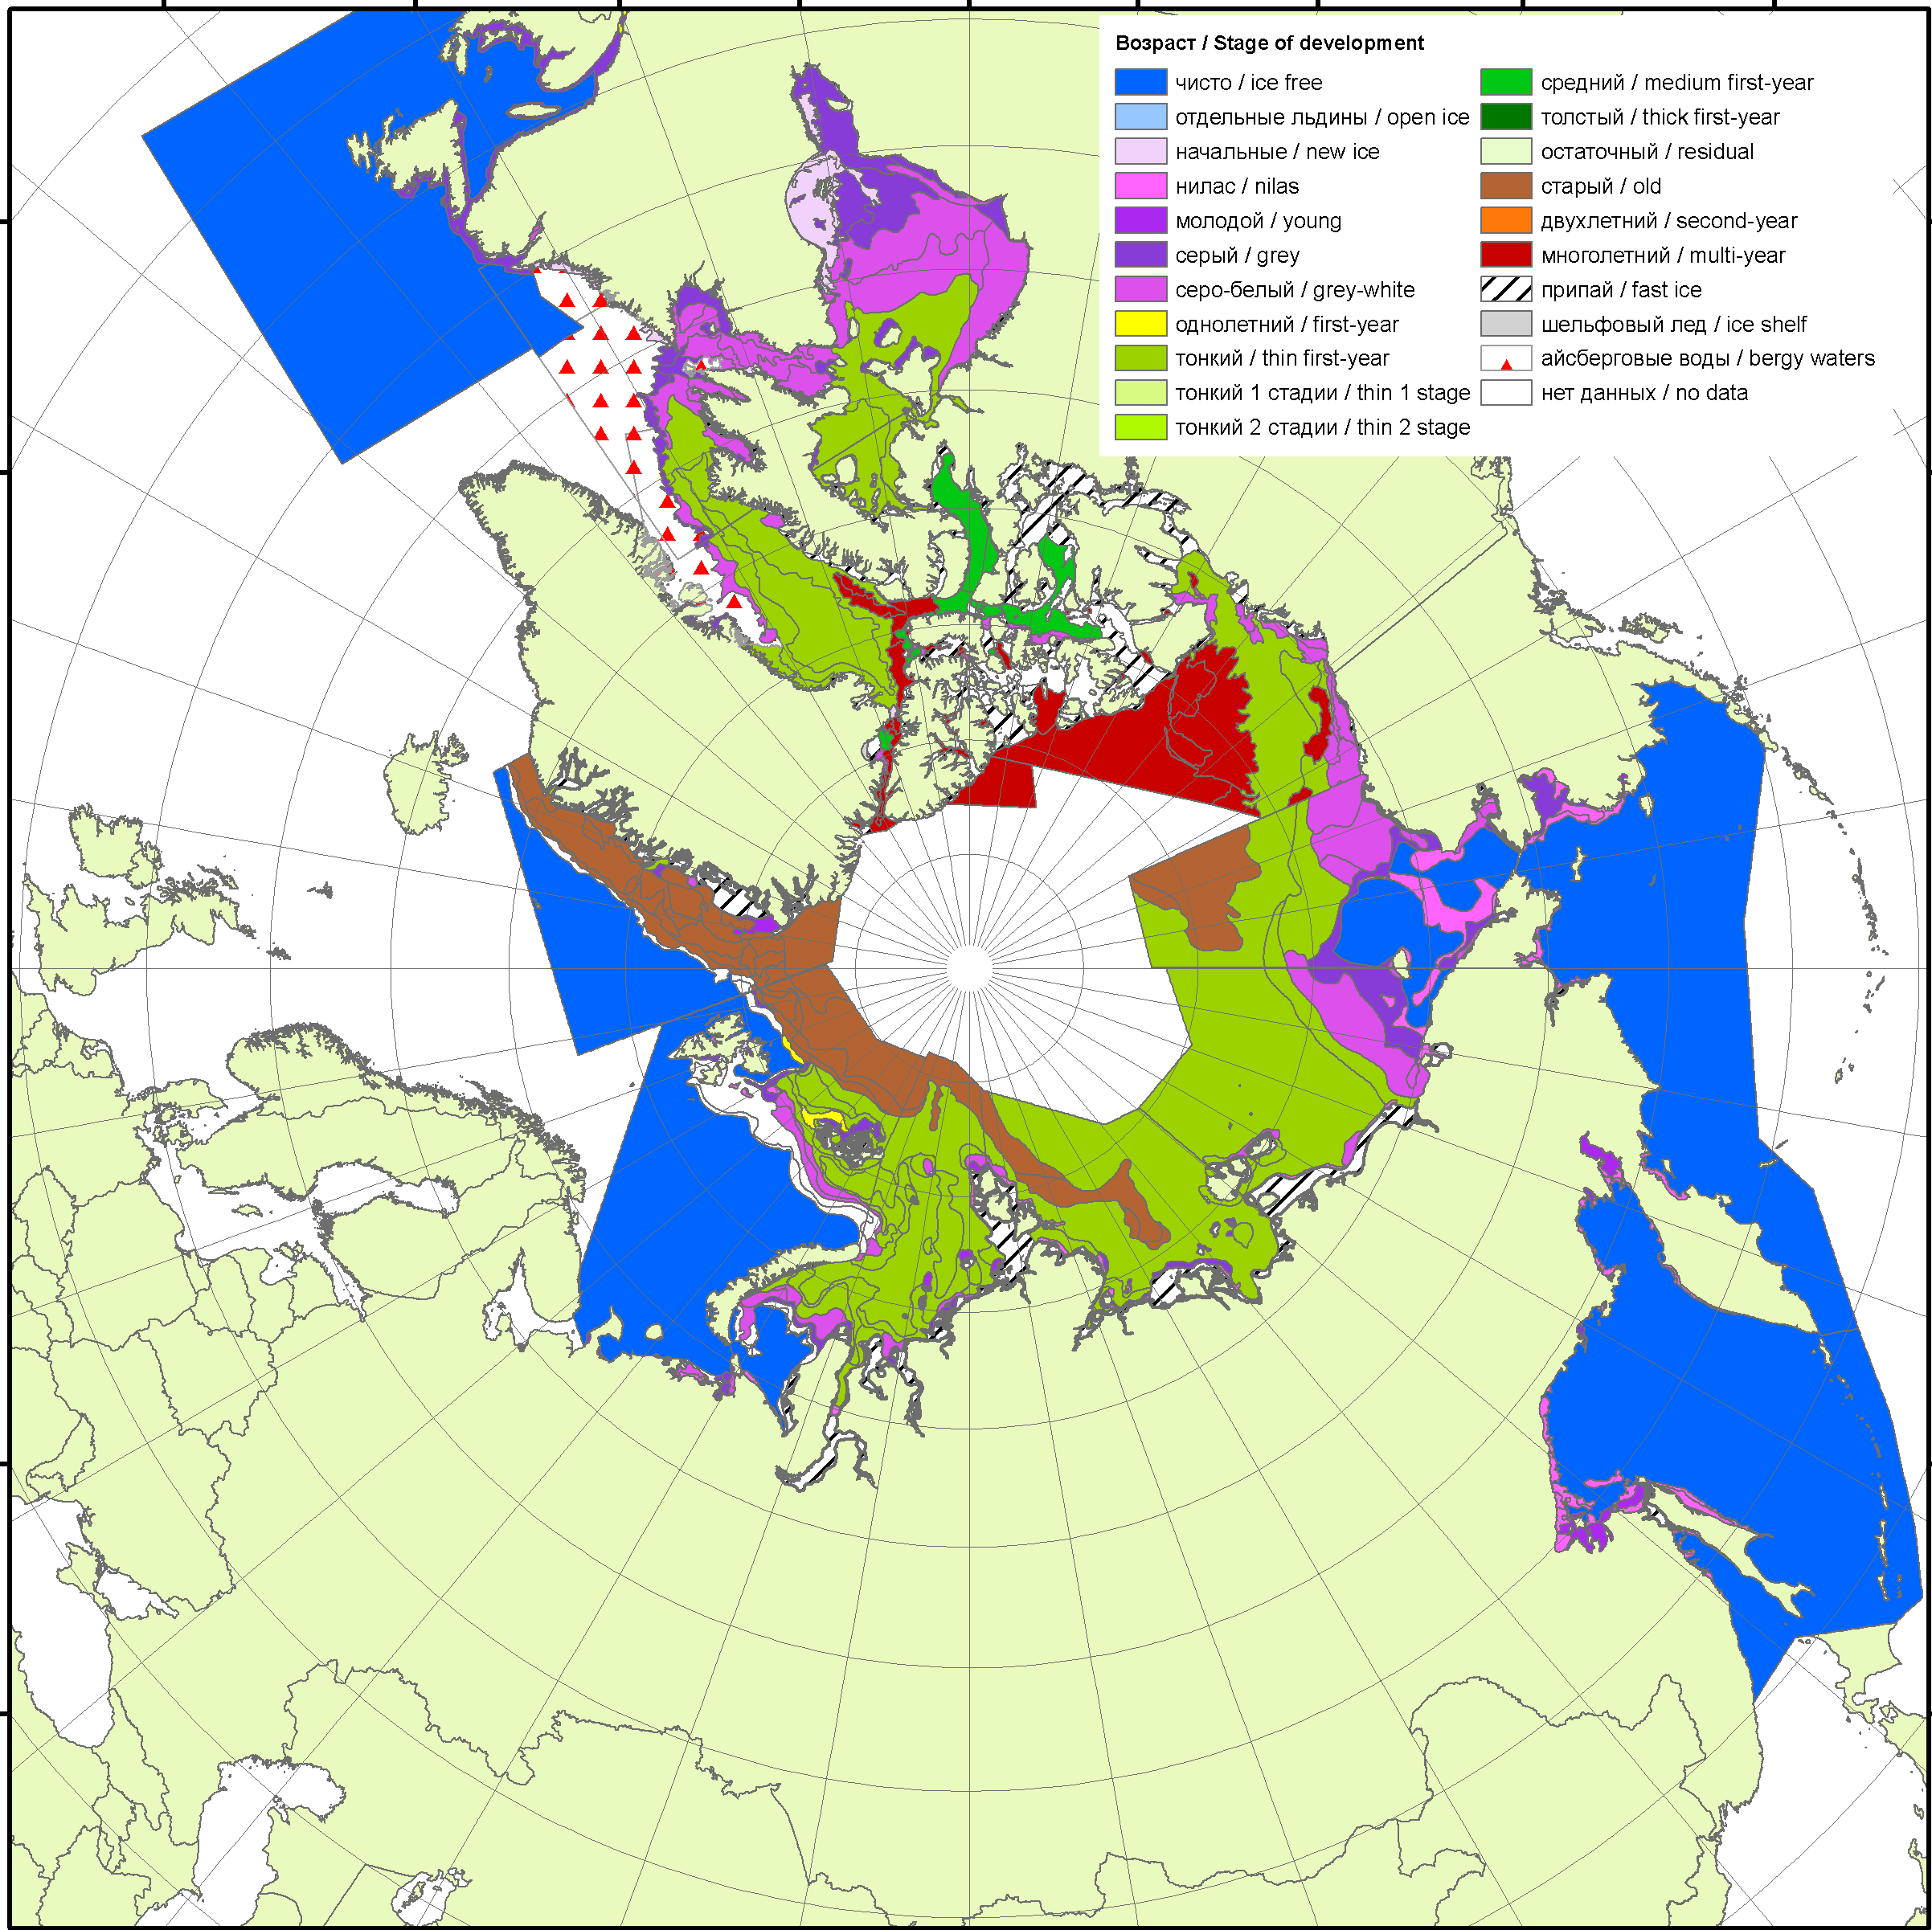 Возраст / Stage of development
чисто / ice free
отдельные льдины / open ice
начальные / new ice
нилас / nilas
молодой / young
серый / grey
серо-белый / grey-white
однолетний / first-year
тонкий / thin first-year
тонкий 1 стадии / thin 1 stage
тонкий 2 стадии / thin 2 stage
средний / medium first-year
толстый / thick first-year
остаточный / residual
старый / old
двухлетний / second-year
многолетний / multi-year
припай / fast ice
шельфовый лед / ice shelf
айсберговые воды / bergy waters
нет данных / no data